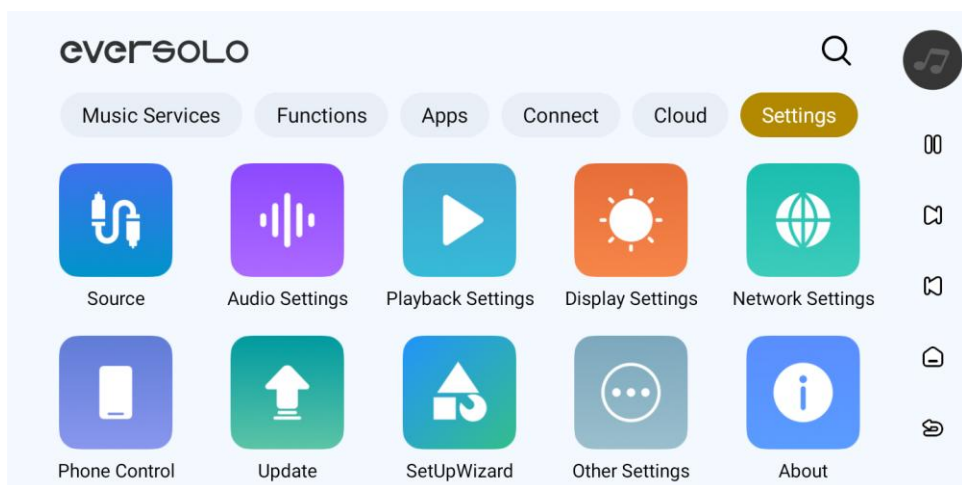 eversolo
Music Services Functions Apps Connect Cloud Settings
Source Audio Settings Playback Settings Display Settings Network Settings
Phone Control Update SetUpWizard Other Settings About